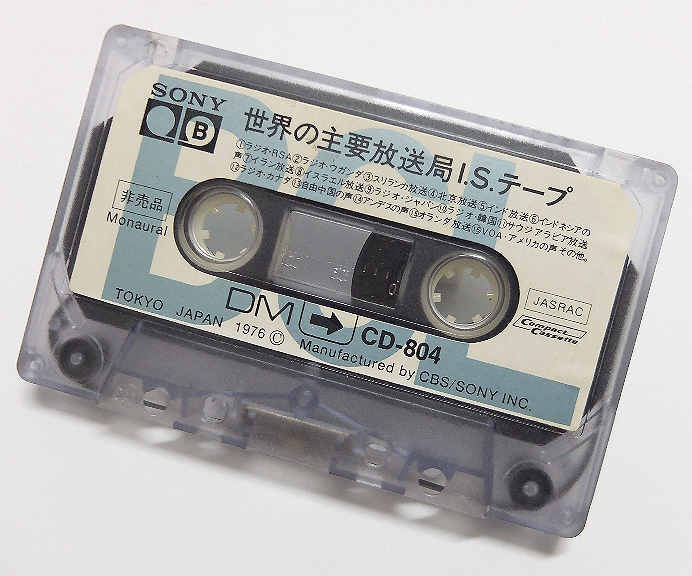 SONY
B
世界の主要放送局I.S.テープ
①ラジオ・RSA②ラジオ・ウガンダ③スリランカ放送④北京放送⑤インド放送⑥インドネシアの
声⑦イラン放送⑧イスラエル放送⑨ラジオ・ジャパン⑩ラジオ・韓国⑪サウジアラビア放送
⑫ラジオ・カナダ⑬自由中国の声⑭アンデスの声⑮オランダ放送⑯VOA・アメリカの声その他。
非売品
Monaural
JASRAC
Compact
Cassette
DM CD-804
TOKYO JAPAN 1976 © Manufactured by CBS/SONY INC.